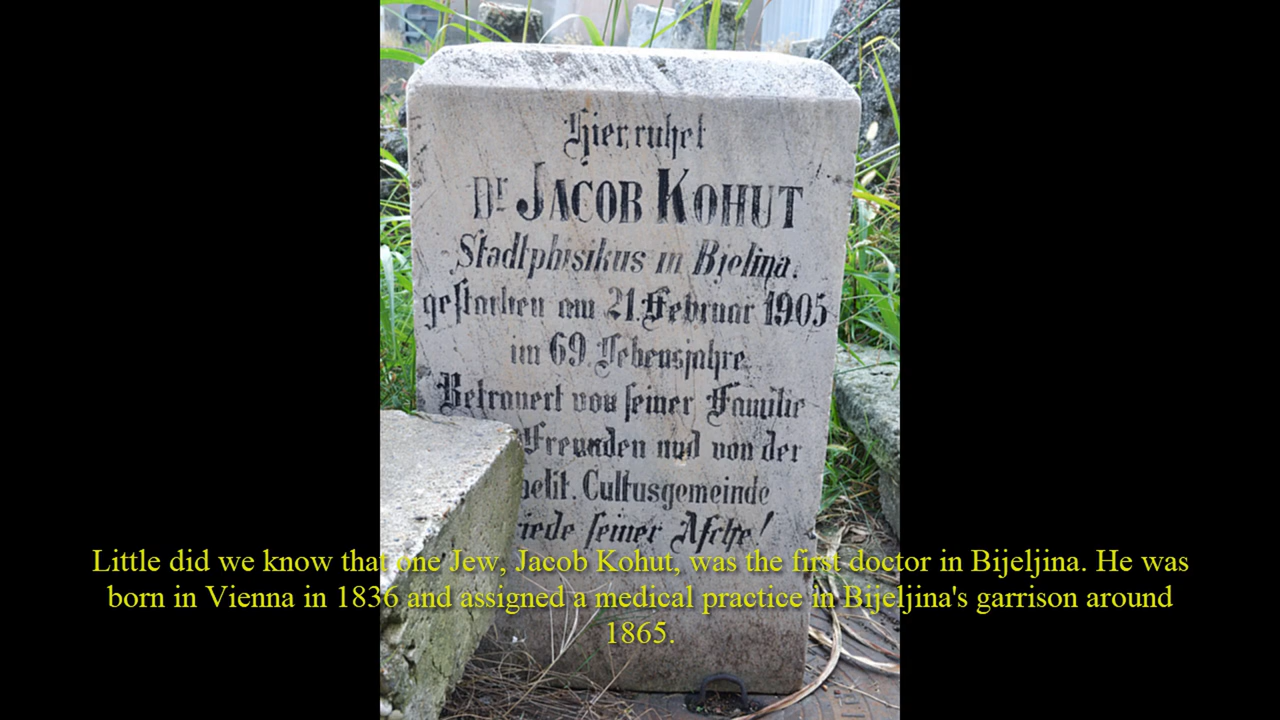 Hier ruhet
Dr JACOB KOHUT
Stadtphisikus in Bjelina.
gestorben am 21. Februar 1905
im 69. Lebensjahre
Betrauert von seiner Familie
Freunden und von der
aelit. Cultusgemeinde
riede seiner Asche!
Little did we know that one Jew, Jacob Kohut, was the first doctor in Bijeljina. He was
born in Vienna in 1836 and assigned a medical practice in Bijeljina's garrison around
1865.